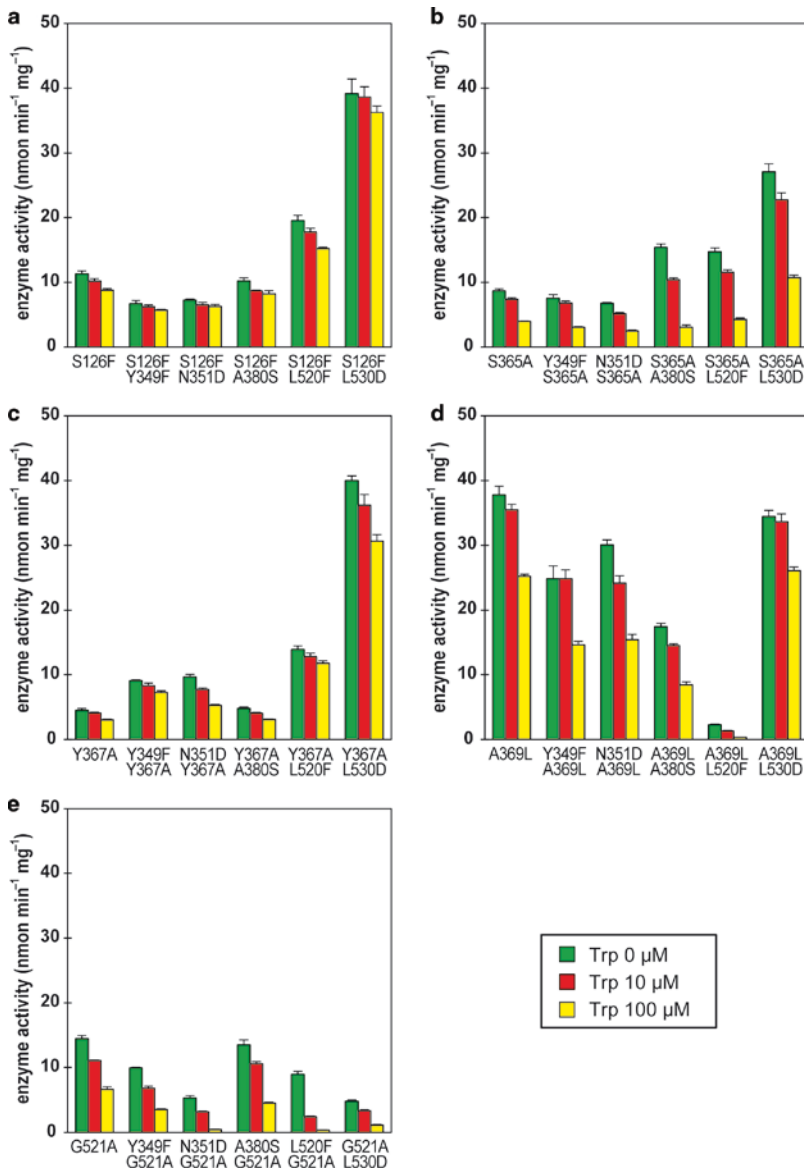 a
enzyme activity (nmon min⁻¹ mg⁻¹)
50
40
30
20
10
0
S126F S126F S126F S126F S126F S126F
Y349F N351D A380S L520F L530D
b
enzyme activity (nmon min⁻¹ mg⁻¹)
50
40
30
20
10
0
S365A Y349F N351D S365A S365A S365A
S365A S365A A380S L520F L530D
c
enzyme activity (nmon min⁻¹ mg⁻¹)
50
40
30
20
10
0
Y367A Y349F N351D Y367A Y367A Y367A
Y367A Y367A A380S L520F L530D
d
enzyme activity (nmon min⁻¹ mg⁻¹)
50
40
30
20
10
0
A369L Y349F N351D A369L A369L A369L
A369L A369L A380S L520F L530D
e
enzyme activity (nmon min⁻¹ mg⁻¹)
50
40
30
20
10
0
G521A Y349F N351D A380S L520F G521A
G521A G521A G521A G521A L530D
Trp 0 µM
Trp 10 µM
Trp 100 µM